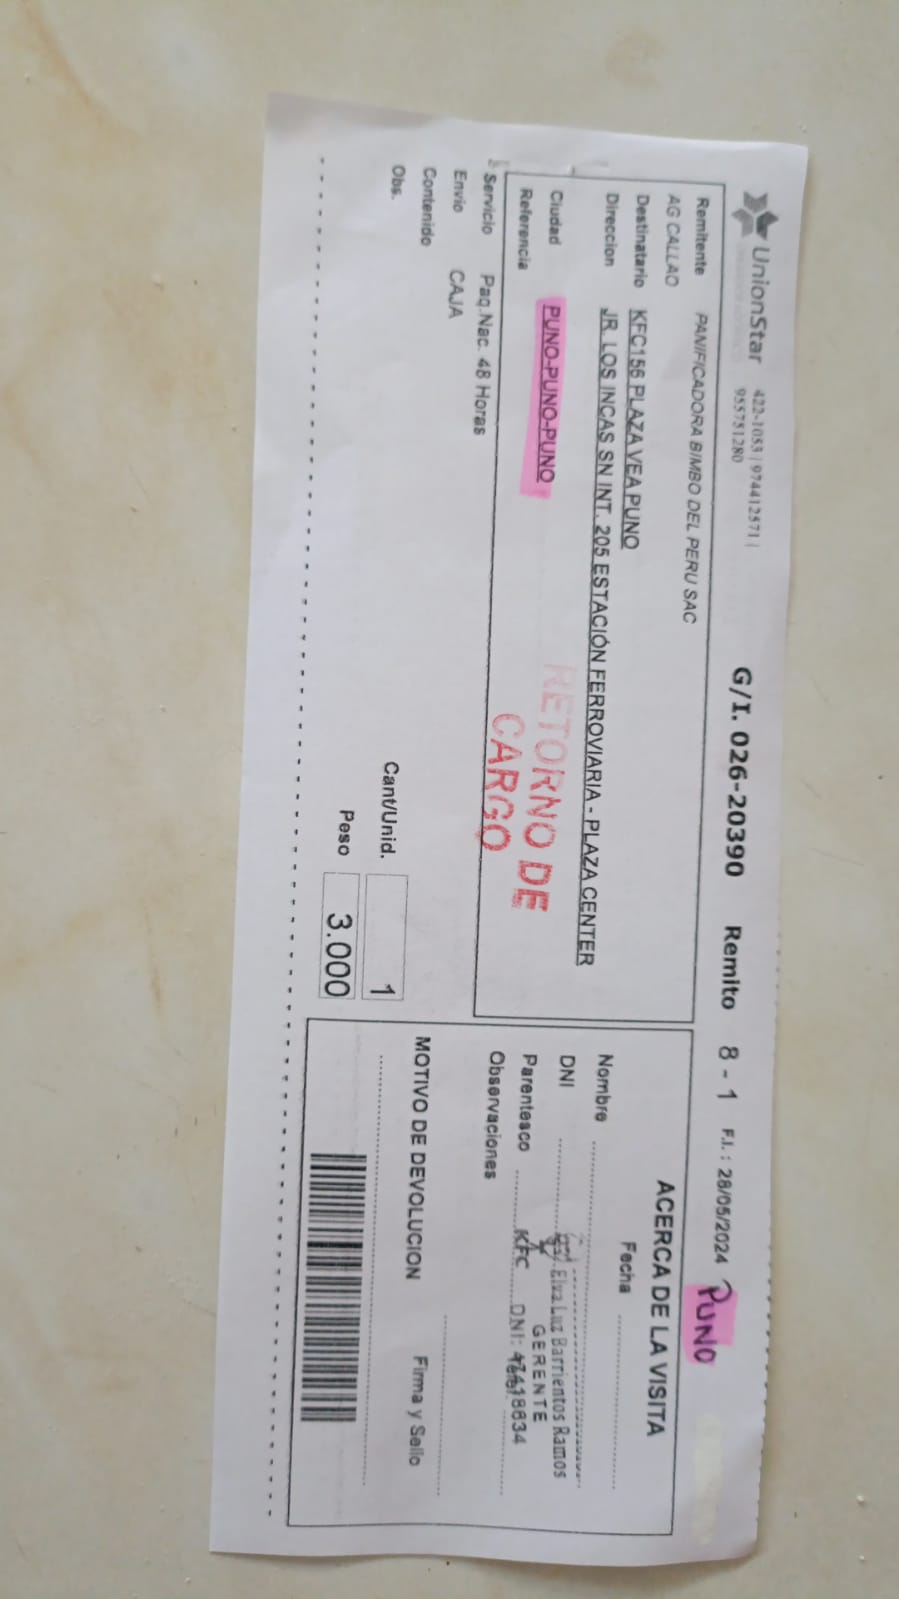 UnionStar 422-1053 | 974412571 |
955751280
G/I. 026-20390 Remito 8 - 1 F.I. : 28/05/2024 PUNO
Remitente PANIFICADORA BIMBO DEL PERU SAC
AG CALLAO
Destinatario KFC156 PLAZA VEA PUNO
Direccion JR. LOS INCAS SN INT. 205 ESTACIÓN FERROVIARIA - PLAZA CENTER
Ciudad PUNO-PUNO-PUNO
Referencia
RETORNO DE
CARGO
Servicio Paq.Nac. 48 Horas
Envio CAJA
Contenido
Obs.
Cant/Unid. 1
Peso 3.000
ACERCA DE LA VISITA
Fecha
Nombre
DNI
Elva Luz Barrientos Ramos
GERENTE
Parentesco KFC DNI: 418634
Observaciones
MOTIVO DE DEVOLUCION Firma y Sello